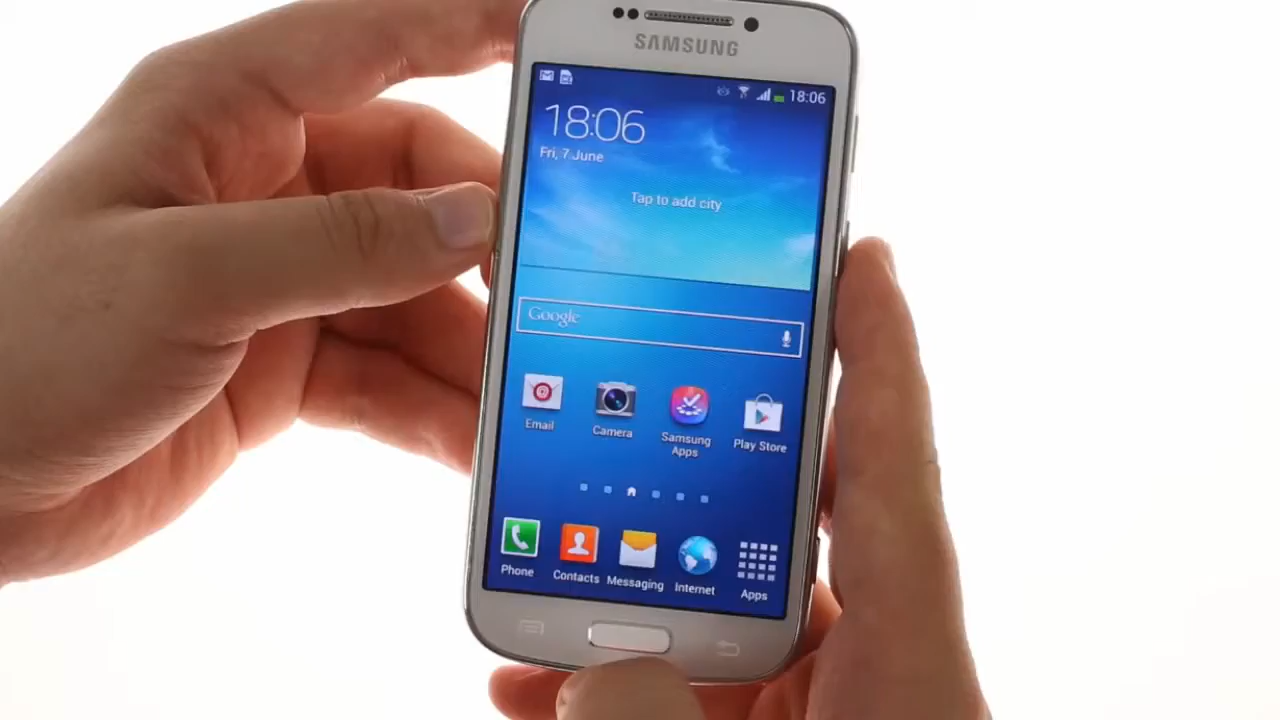 SAMSUNG
18:06
18:06
Fri, 7 June
Tap to add city
Google
Email
Camera
Samsung
Apps
Play Store
Phone
Contacts
Messaging
Internet
Apps